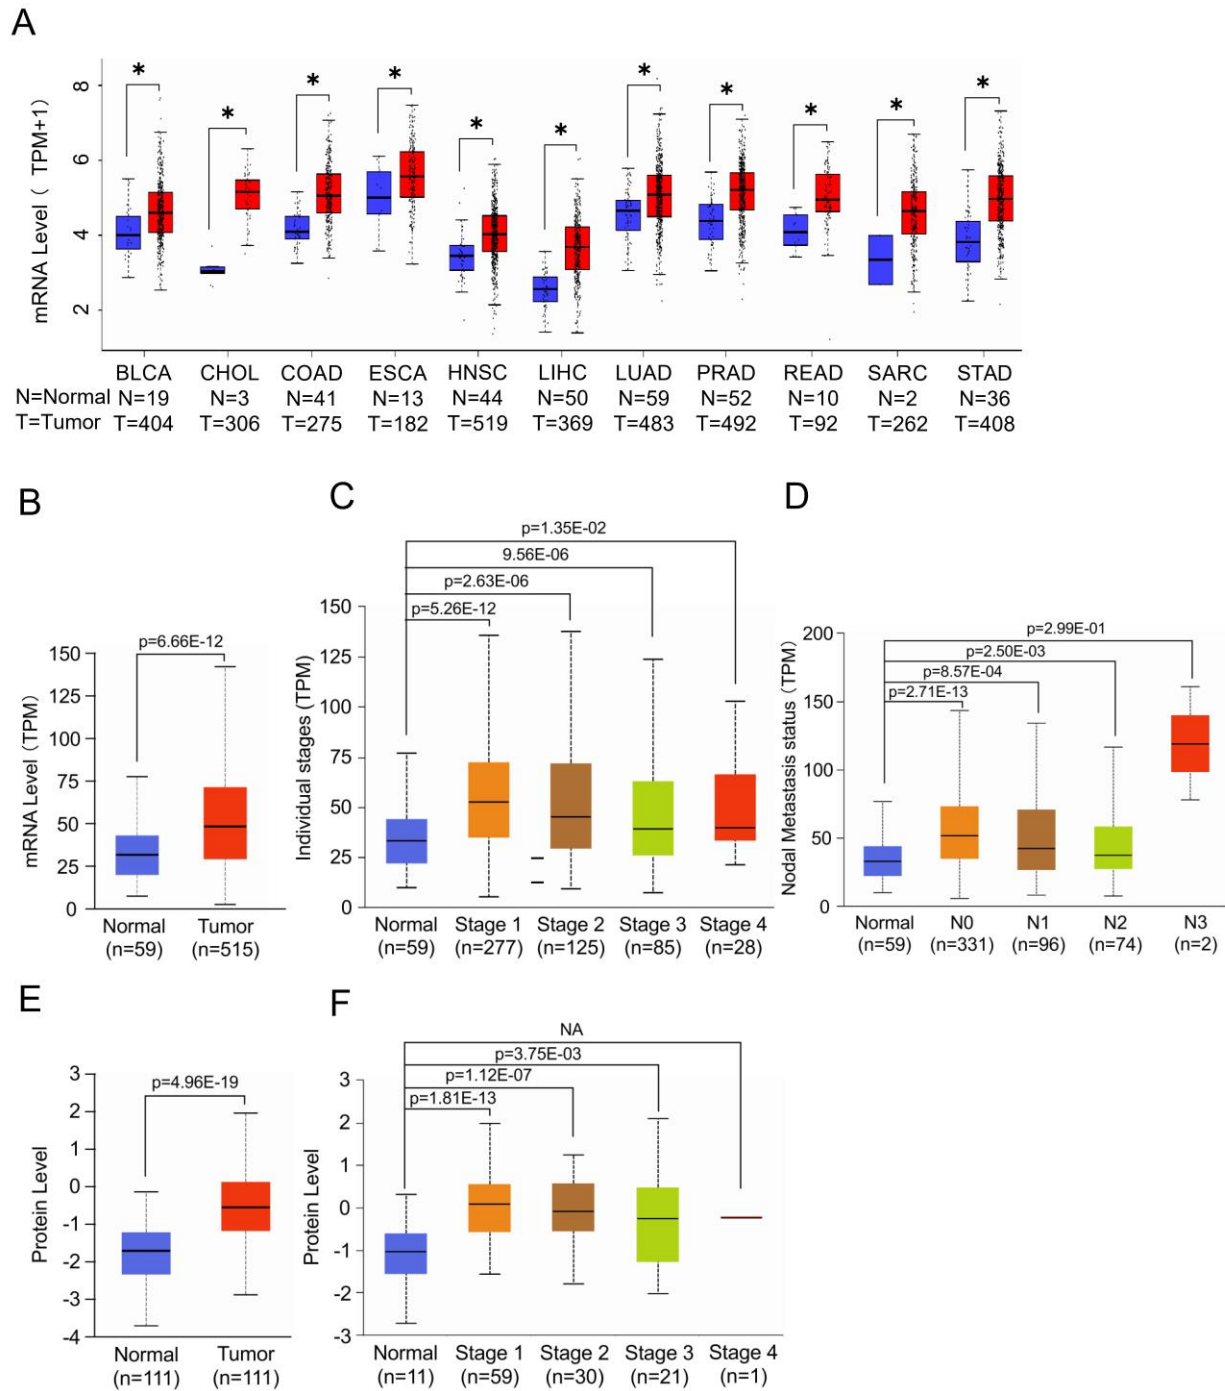 A
mRNA Level ( TPM+1)
8
6
4
2
* * * * * * * * * * *
BLCA CHOL COAD ESCA HNSC LIHC LUAD PRAD READ SARC STAD
N=Normal N=19 N=3 N=41 N=13 N=44 N=50 N=59 N=52 N=10 N=2 N=36
T=Tumor T=404 T=306 T=275 T=182 T=519 T=369 T=483 T=492 T=92 T=262 T=408
B
mRNA Level (TPM)
150
125
100
75
50
25
0
p=6.66E-12
Normal Tumor
(n=59) (n=515)
C
p=1.35E-02
9.56E-06
p=2.63E-06
p=5.26E-12
Individual stages (TPM)
150
125
100
75
50
25
0
Normal Stage 1 Stage 2 Stage 3 Stage 4
(n=59) (n=277) (n=125) (n=85) (n=28)
D
p=2.99E-01
p=2.50E-03
p=8.57E-04
p=2.71E-13
Nodal Metastasis status (TPM)
200
150
100
50
0
Normal N0 N1 N2 N3
(n=59) (n=331) (n=96) (n=74) (n=2)
E
p=4.96E-19
Protein Level
3
2
1
0
-1
-2
-3
-4
Normal Tumor
(n=111) (n=111)
F
NA
p=3.75E-03
p=1.12E-07
p=1.81E-13
Protein Level
3
2
1
0
-1
-2
-3
Normal Stage 1 Stage 2 Stage 3 Stage 4
(n=11) (n=59) (n=30) (n=21) (n=1)